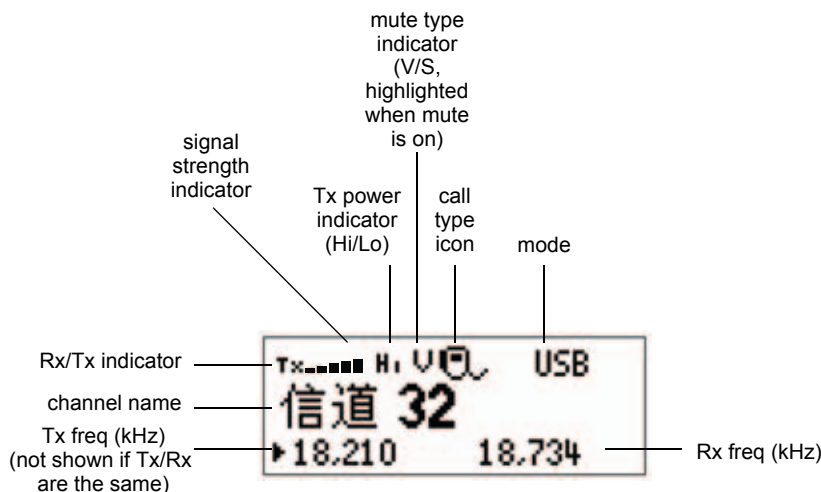 mute type
indicator
(V/S,
highlighted
when mute
is on)
signal
strength
indicator
Tx power
indicator
(Hi/Lo)
call
type
icon
mode
Rx/Tx indicator
Tx Hi V USB
channel name
信道 32
Tx freq (kHz)
(not shown if Tx/Rx
are the same)
18,210 18,734
Rx freq (kHz)